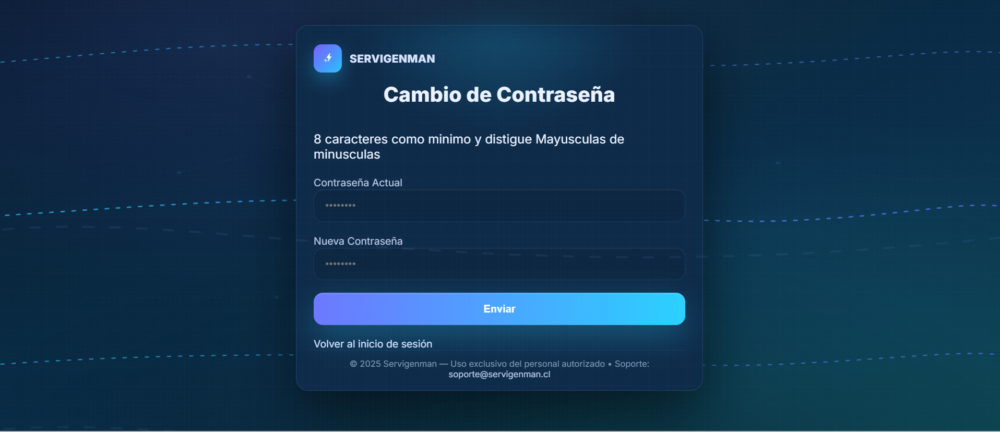 SERVIGENMAN
Cambio de Contraseña
8 caracteres como minimo y distigue Mayusculas de
minusculas
Contraseña Actual
••••••••
Nueva Contraseña
••••••••
Enviar
Volver al inicio de sesión
© 2025 Servigenman — Uso exclusivo del personal autorizado • Soporte:
soporte@servigenman.cl